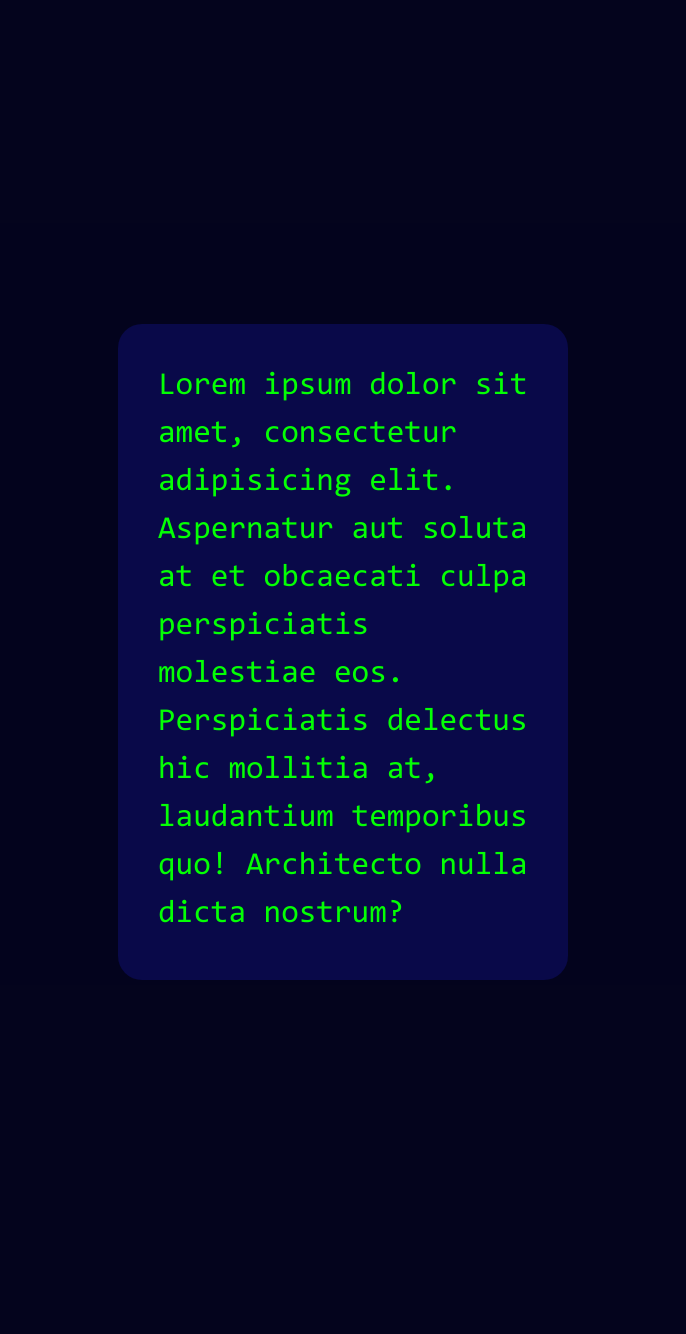 Lorem ipsum dolor sit
amet, consectetur
adipisicing elit.
Aspernatur aut soluta
at et obcaecati culpa
perspiciatis
molestiae eos.
Perspiciatis delectus
hic mollitia at,
laudantium temporibus
quo! Architecto nulla
dicta nostrum?